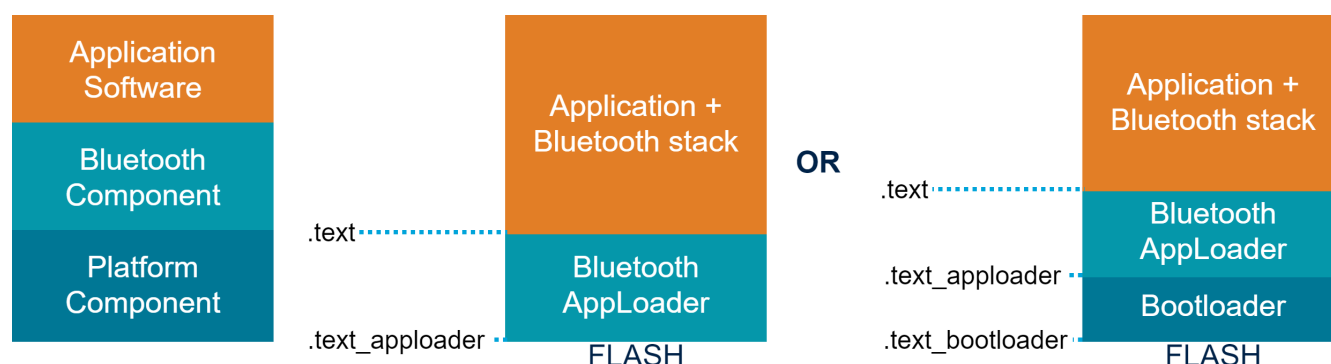 Application
Software
Bluetooth
Component
Platform
Component
.text
.text_apploader
Application +
Bluetooth stack
Bluetooth
AppLoader
FLASH
OR
.text
.text_apploader
.text_bootloader
Application +
Bluetooth stack
Bluetooth
AppLoader
Bootloader
FLASH